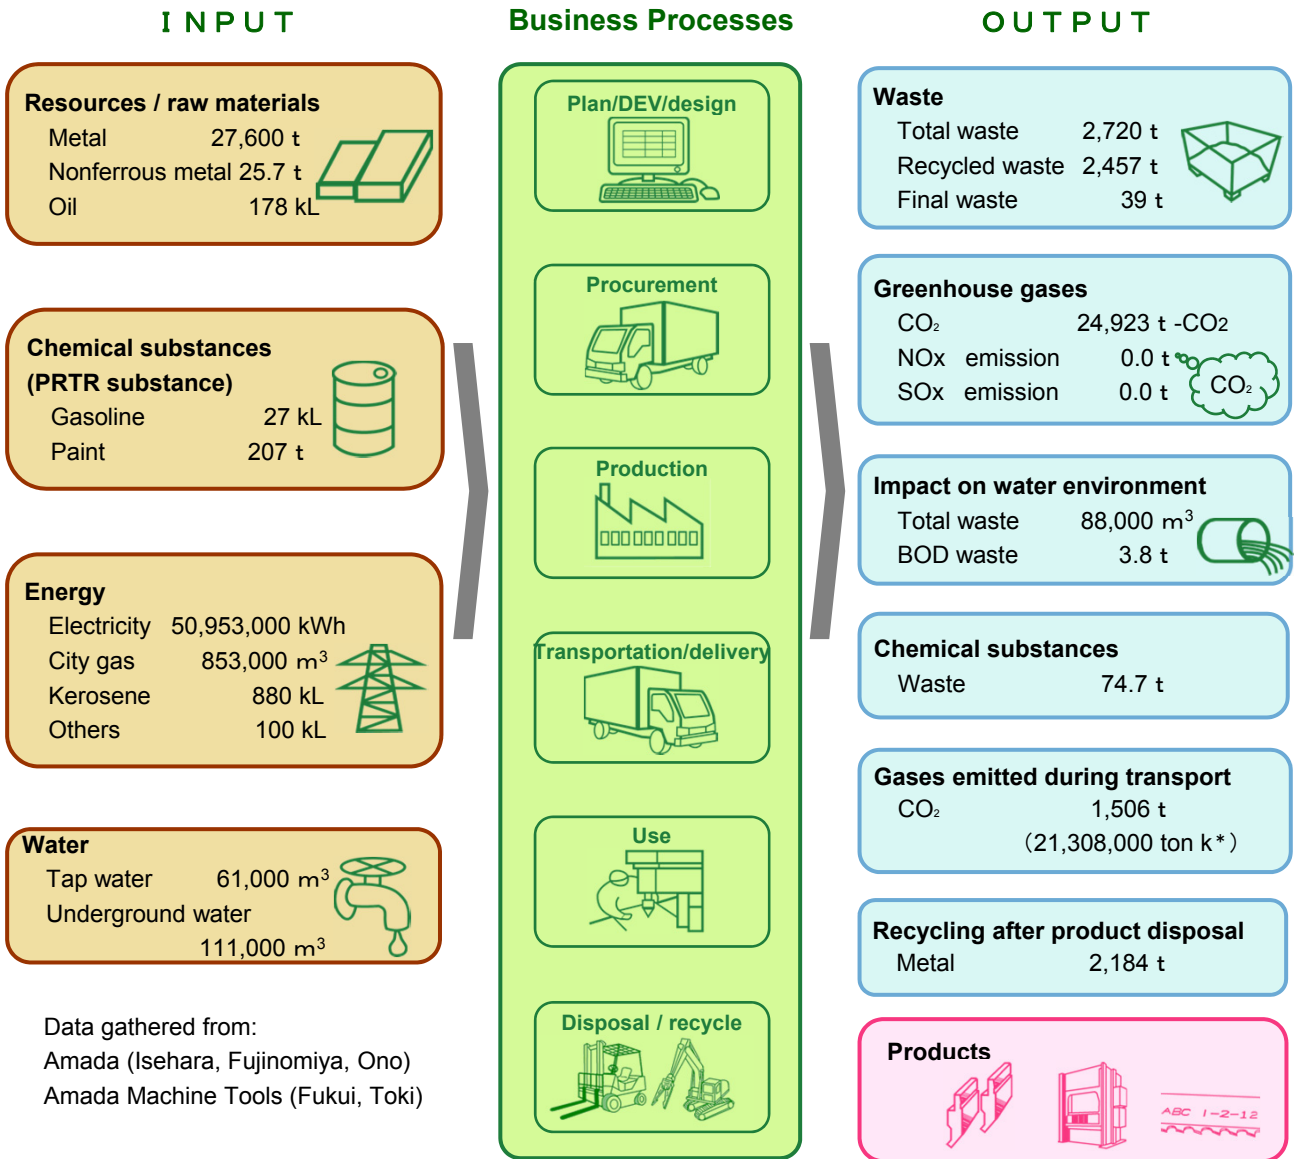 INPUT
Resources / raw materials
Metal 27,600 t
Nonferrous metal 25.7 t
Oil 178 kL
Chemical substances
(PRTR substance)
Gasoline 27 kL
Paint 207 t
Energy
Electricity 50,953,000 kWh
City gas 853,000 m³
Kerosene 880 kL
Others 100 kL
Water
Tap water 61,000 m³
Underground water
111,000 m³
Data gathered from:
Amada (Isehara, Fujinomiya, Ono)
Amada Machine Tools (Fukui, Toki)
Business Processes
Plan/DEV/design
Procurement
Production
Transportation/delivery
Use
Disposal / recycle
OUTPUT
Waste
Total waste 2,720 t
Recycled waste 2,457 t
Final waste 39 t
Greenhouse gases
CO₂ 24,923 t -CO2
NOx emission 0.0 t
SOx emission 0.0 t
CO₂
Impact on water environment
Total waste 88,000 m³
BOD waste 3.8 t
Chemical substances
Waste 74.7 t
Gases emitted during transport
CO₂ 1,506 t
(21,308,000 ton k*)
Recycling after product disposal
Metal 2,184 t
Products
ABC 1-2-12